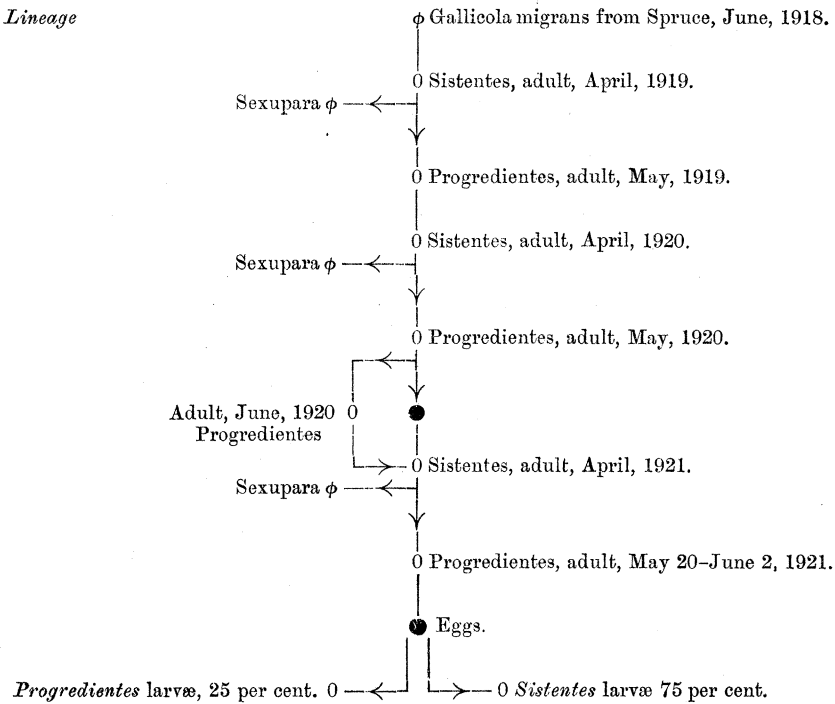 Lineage
ϕ Gallicola migrans from Spruce, June, 1918.
0 Sistentes, adult, April, 1919.
Sexupara ϕ
0 Progredientes, adult, May, 1919.
0 Sistentes, adult, April, 1920.
Sexupara ϕ
0 Progredientes, adult, May, 1920.
Adult, June, 1920 0
Progredientes
0 Sistentes, adult, April, 1921.
Sexupara ϕ
0 Progredientes, adult, May 20–June 2, 1921.
Eggs.
Progredientes larvæ, 25 per cent. 0
0 Sistentes larvæ 75 per cent.